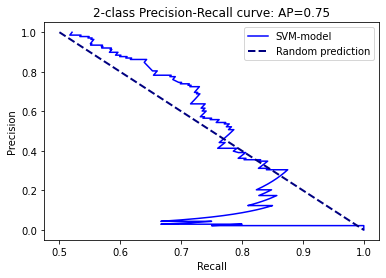 2-class Precision-Recall curve: AP=0.75
SVM-model
Random prediction
Precision
1.0
0.8
0.6
0.4
0.2
0.0
0.5 0.6 0.7 0.8 0.9 1.0
Recall